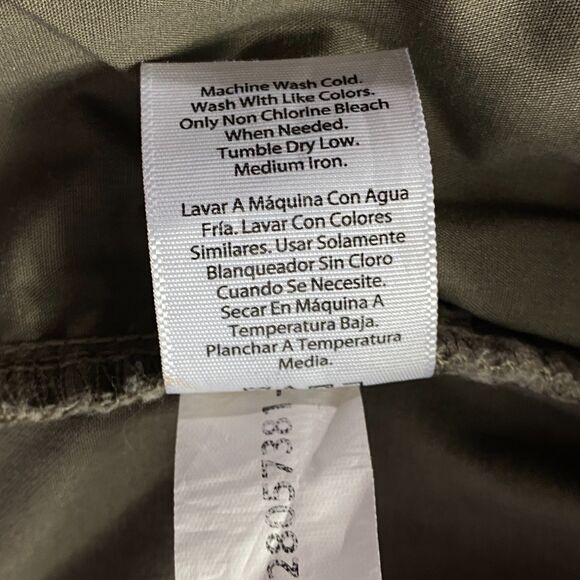 Machine Wash Cold.
Wash With Like Colors.
Only Non Chlorine Bleach
When Needed.
Tumble Dry Low.
Medium Iron.
Lavar A Máquina Con Agua
Fría. Lavar Con Colores
Similares. Usar Solamente
Blanqueador Sin Cloro
Cuando Se Necesite.
Secar En Máquina A
Temperatura Baja.
Planchar A Temperatura
Media.
28057381